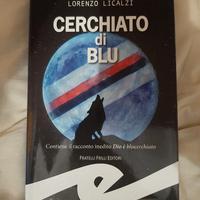 LORENZO LICALZI
CERCHIATO
di
BLU
Contiene il racconto inedito Dio è blucerchiato
FRATELLI FRILLI EDITORI